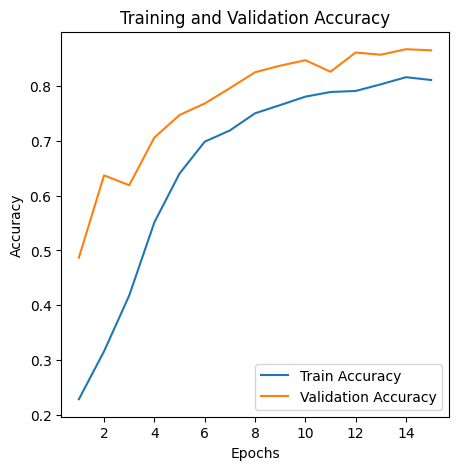 Training and Validation Accuracy
0.8
0.7
0.6
0.5
0.4
0.3
0.2
Accuracy
Train Accuracy
Validation Accuracy
2 4 6 8 10 12 14
Epochs